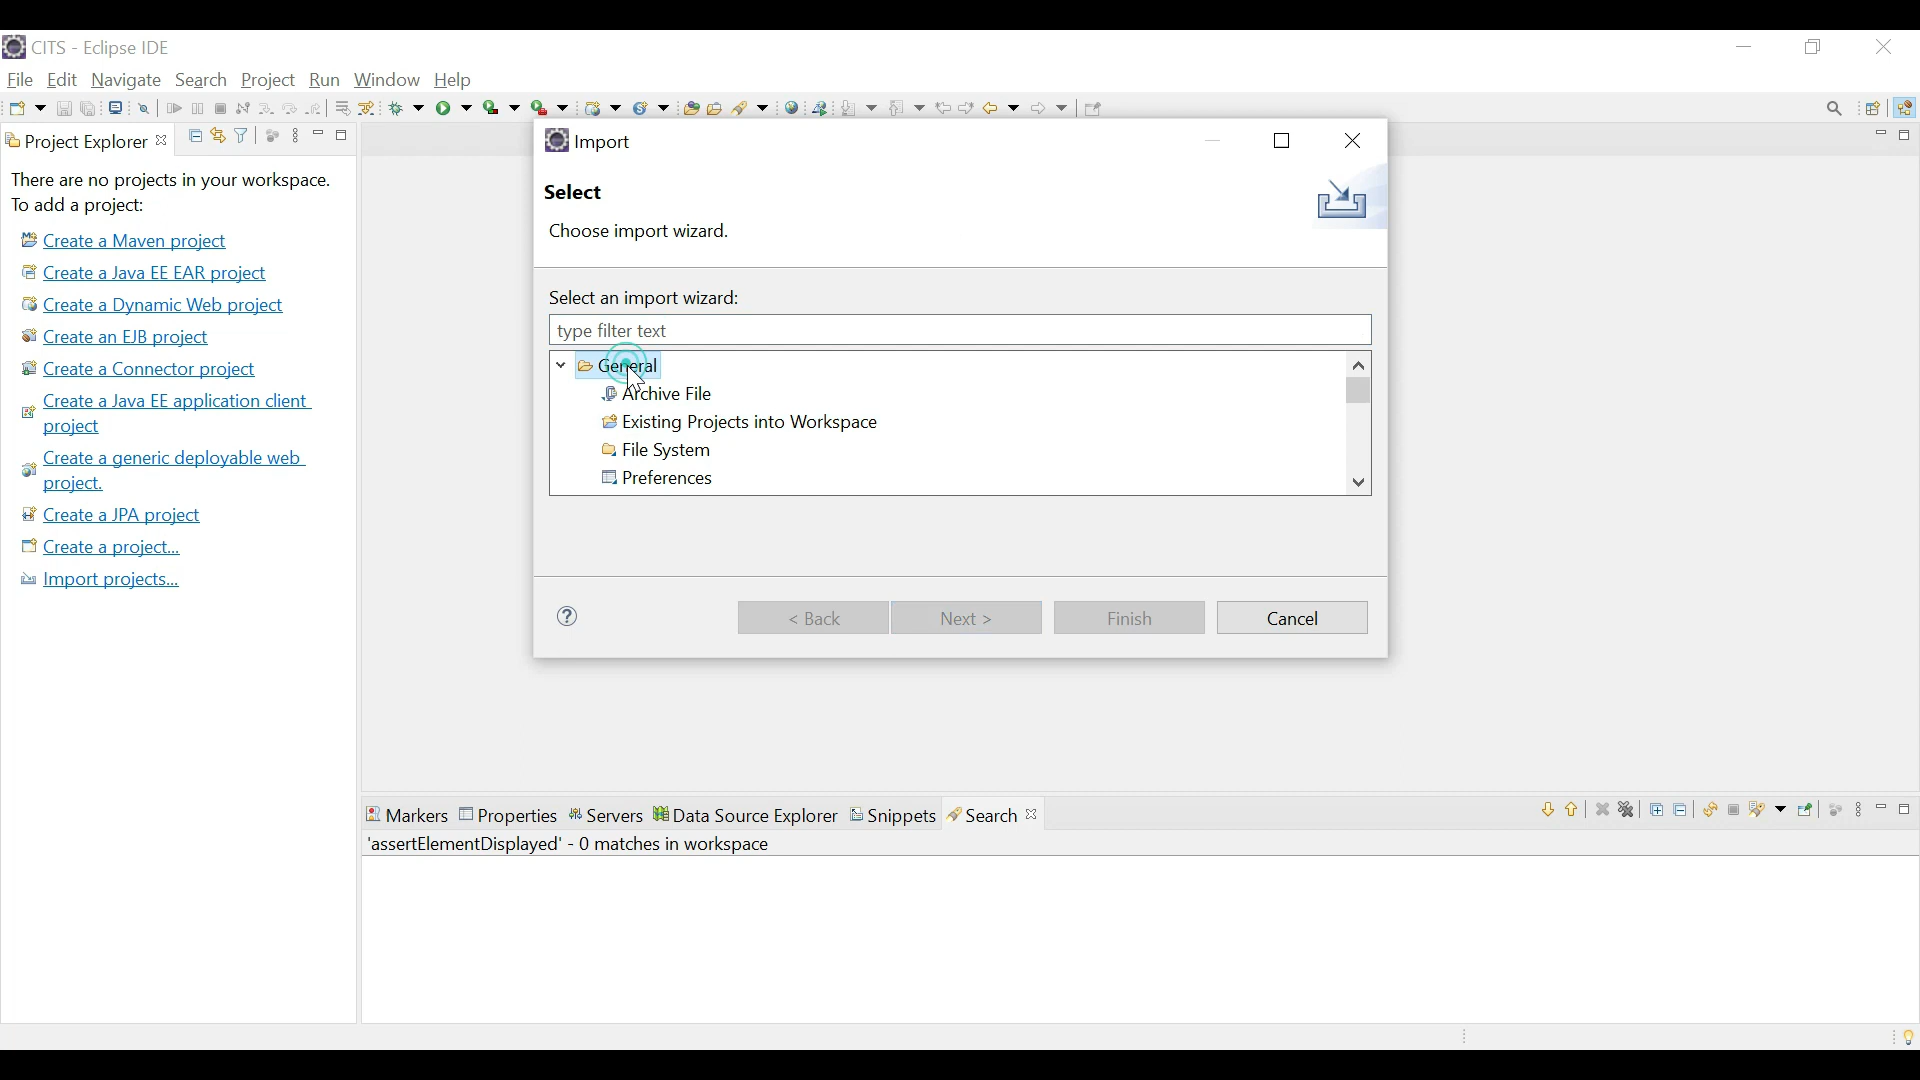 CITS - Eclipse IDE
File Edit Navigate Search Project Run Window Help
Project Explorer
There are no projects in your workspace.
To add a project:
Create a Maven project
Create a Java EE EAR project
Create a Dynamic Web project
Create an EJB project
Create a Connector project
Create a Java EE application client
project
Create a generic deployable web
project.
Create a JPA project
Create a project...
Import projects...
Import
Select
Choose import wizard.
Select an import wizard:
type filter text
General
Archive File
Existing Projects into Workspace
File System
Preferences
< Back Next > Finish Cancel
Markers Properties Servers Data Source Explorer Snippets Search
'assertElementDisplayed' - 0 matches in workspace